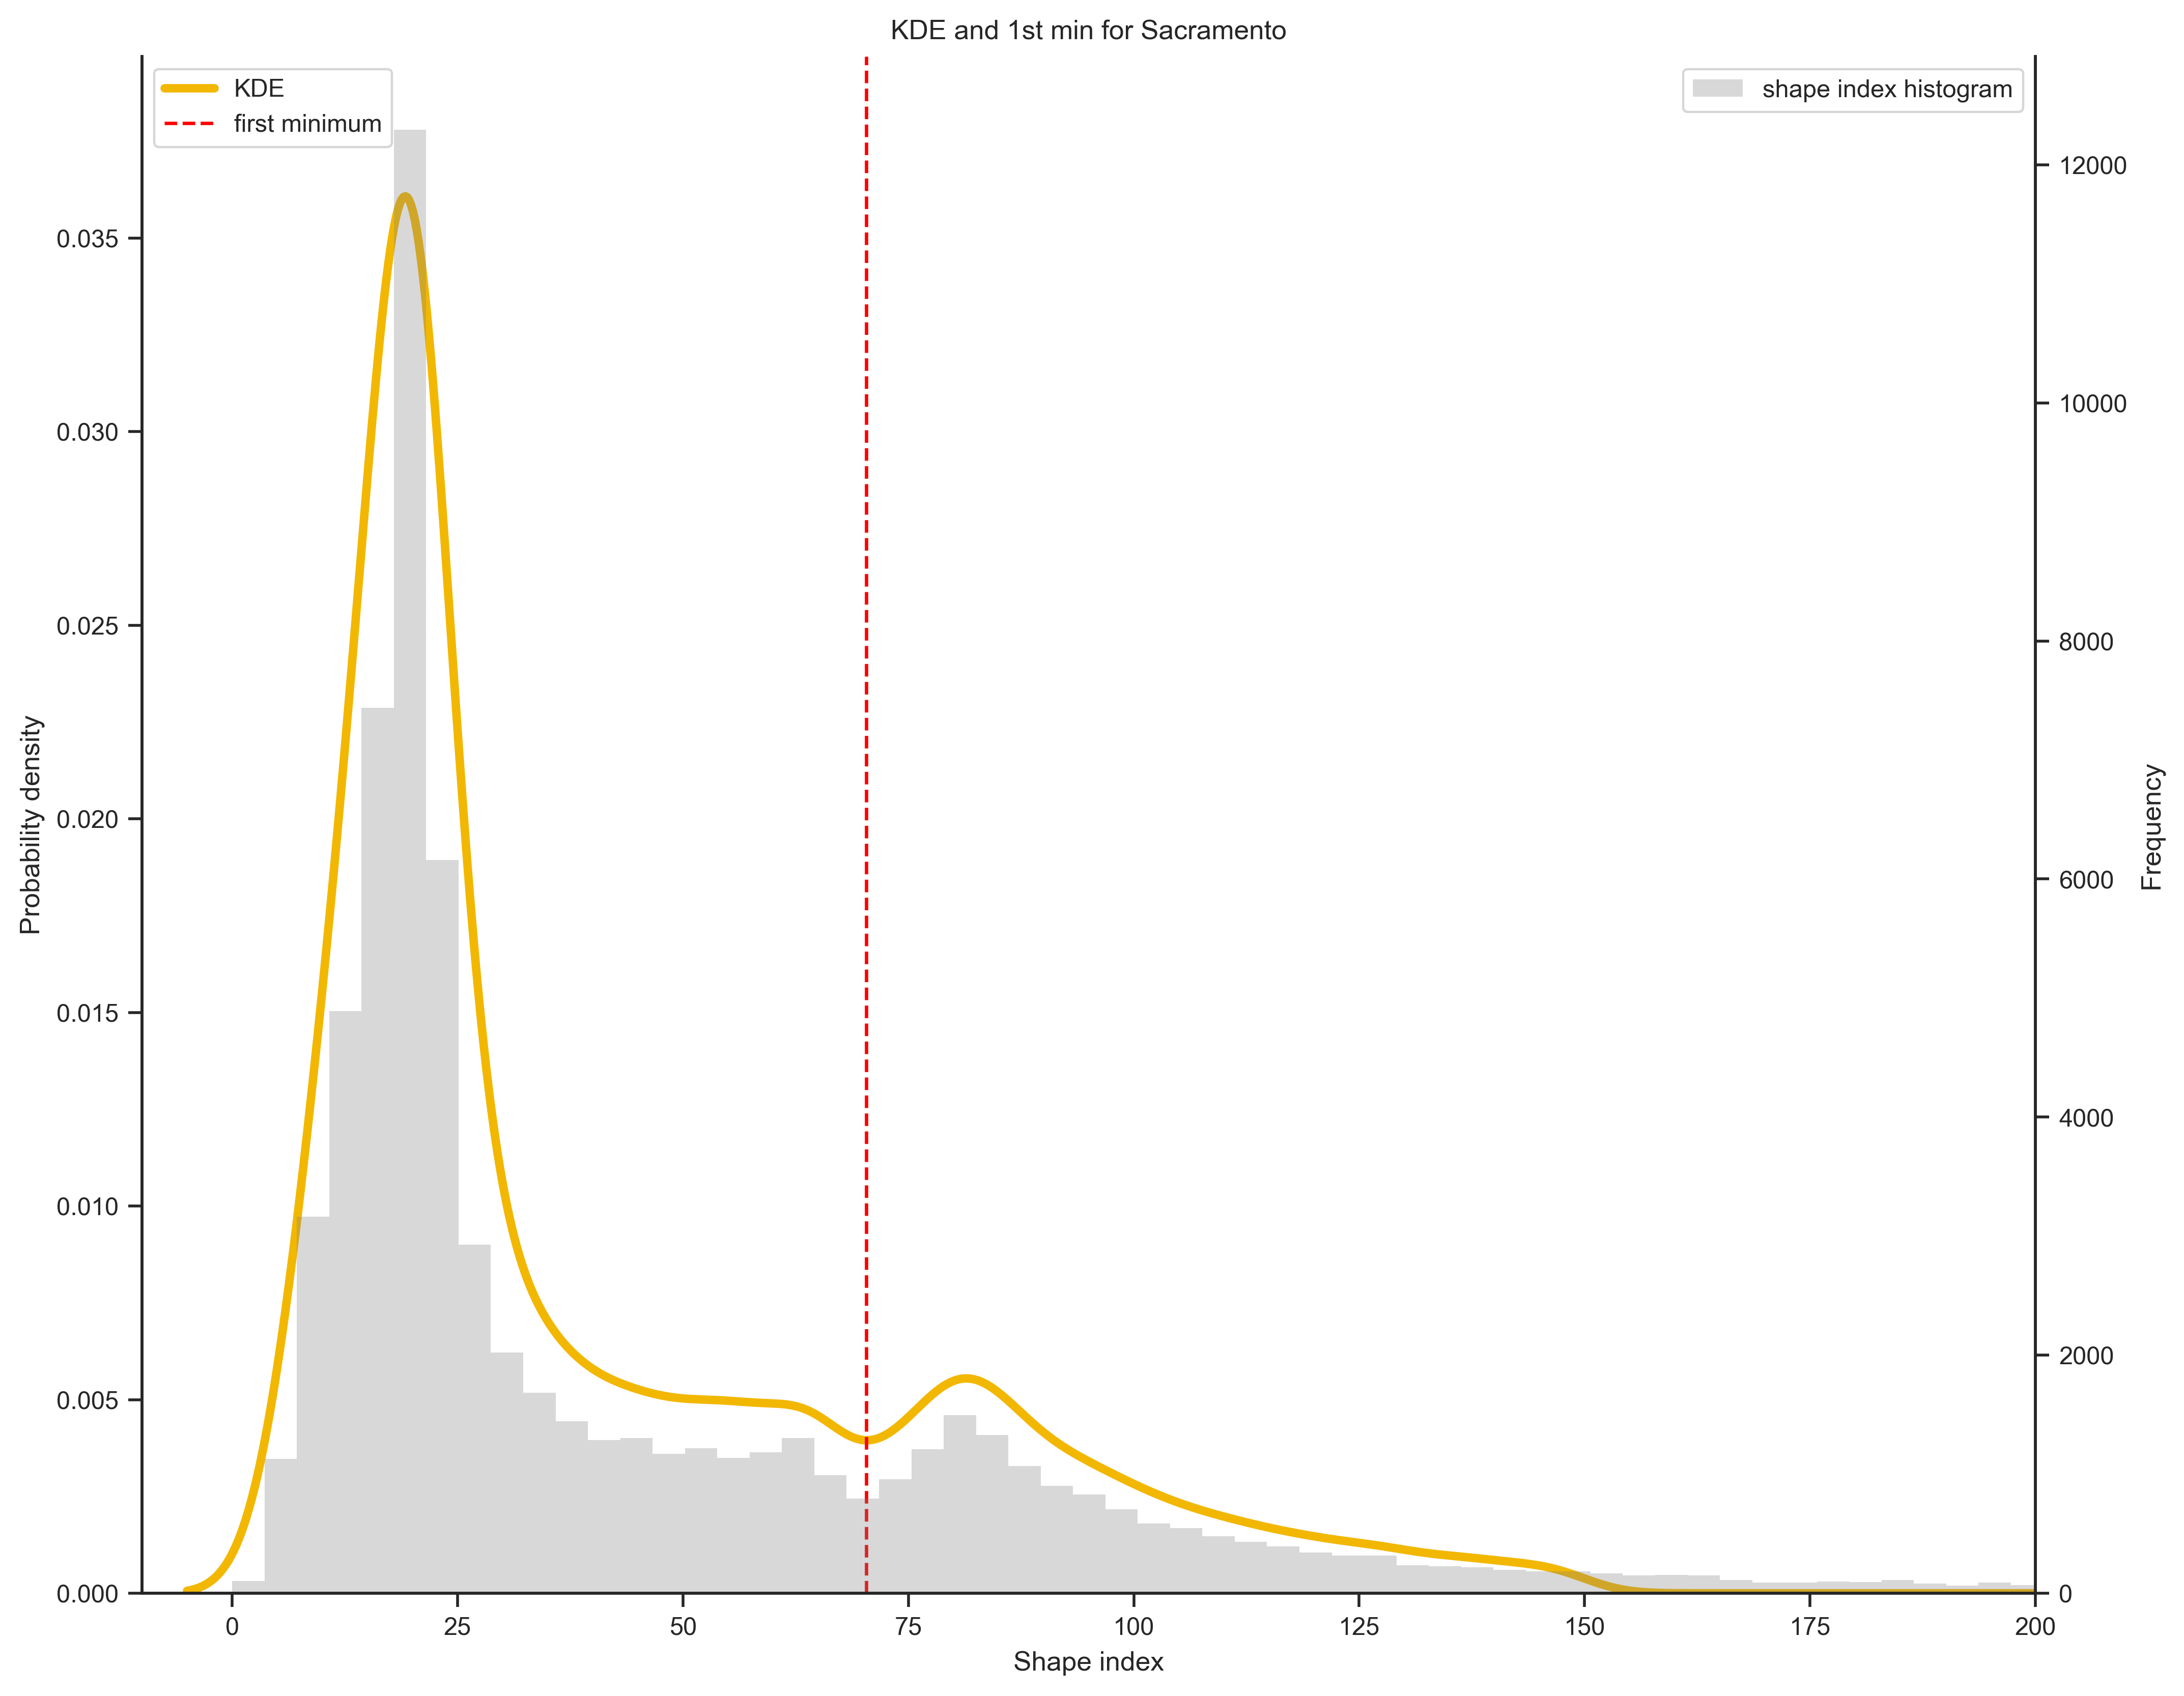 KDE and 1st min for Sacramento
KDE
first minimum
shape index histogram
Probability density
0.035
0.030
0.025
0.020
0.015
0.010
0.005
0.000
12000
10000
8000
6000
4000
2000
0
Frequency
0 25 50 75 100 125 150 175 200
Shape index